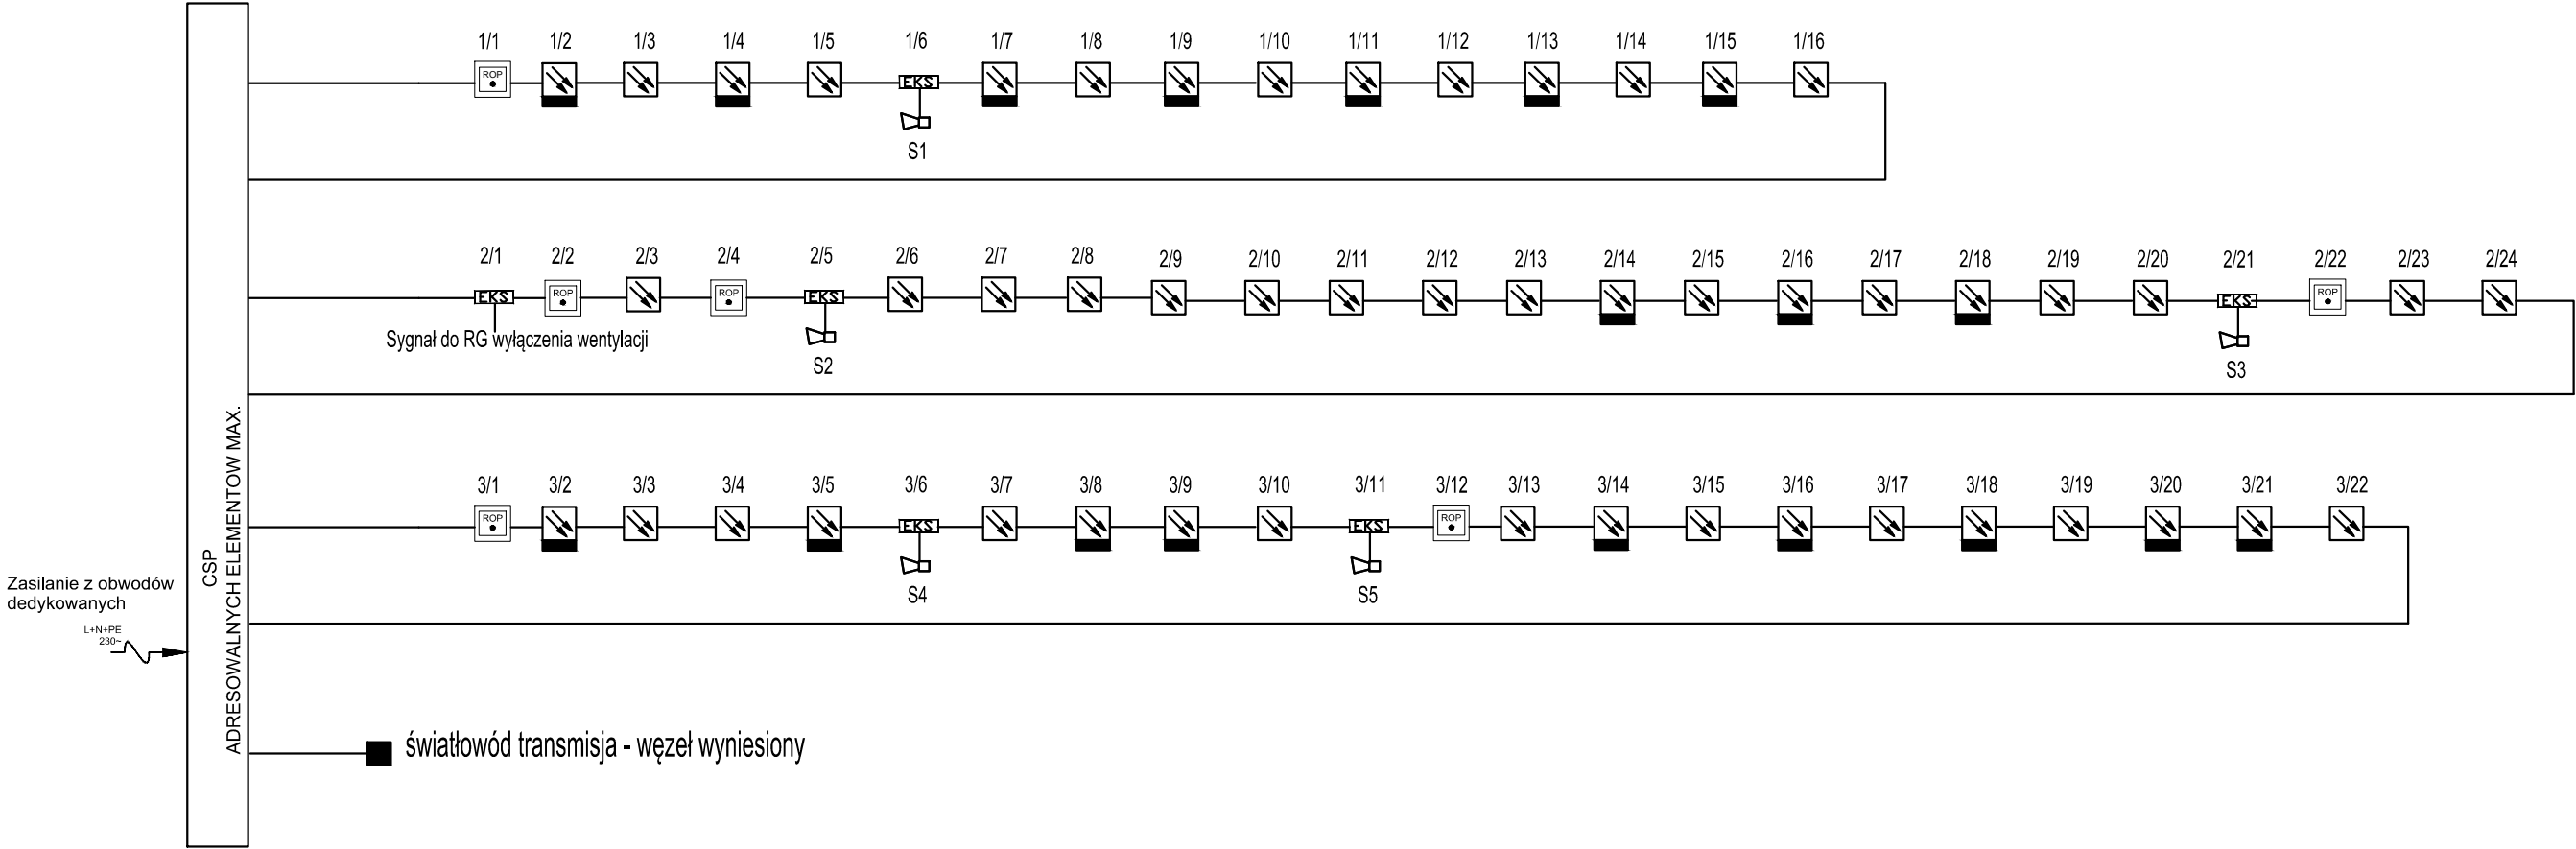 1/1 1/2 1/3 1/4 1/5 1/6 1/7 1/8 1/9 1/10 1/11 1/12 1/13 1/14 1/15 1/16
ROP EKS
S1
2/1 2/2 2/3 2/4 2/5 2/6 2/7 2/8 2/9 2/10 2/11 2/12 2/13 2/14 2/15 2/16 2/17 2/18 2/19 2/20 2/21 2/22 2/23 2/24
EKS ROP ROP EKS EKS ROP
Sygnał do RG wyłączenia wentylacji
S2 S3
3/1 3/2 3/3 3/4 3/5 3/6 3/7 3/8 3/9 3/10 3/11 3/12 3/13 3/14 3/15 3/16 3/17 3/18 3/19 3/20 3/21 3/22
ROP EKS EKS ROP
S4 S5
CSP
ADRESOWALNYCH ELEMENTOW MAX.
Zasilanie z obwodów
dedykowanych
L+N+PE
230~
światłowód transmisja - węzeł wyniesiony